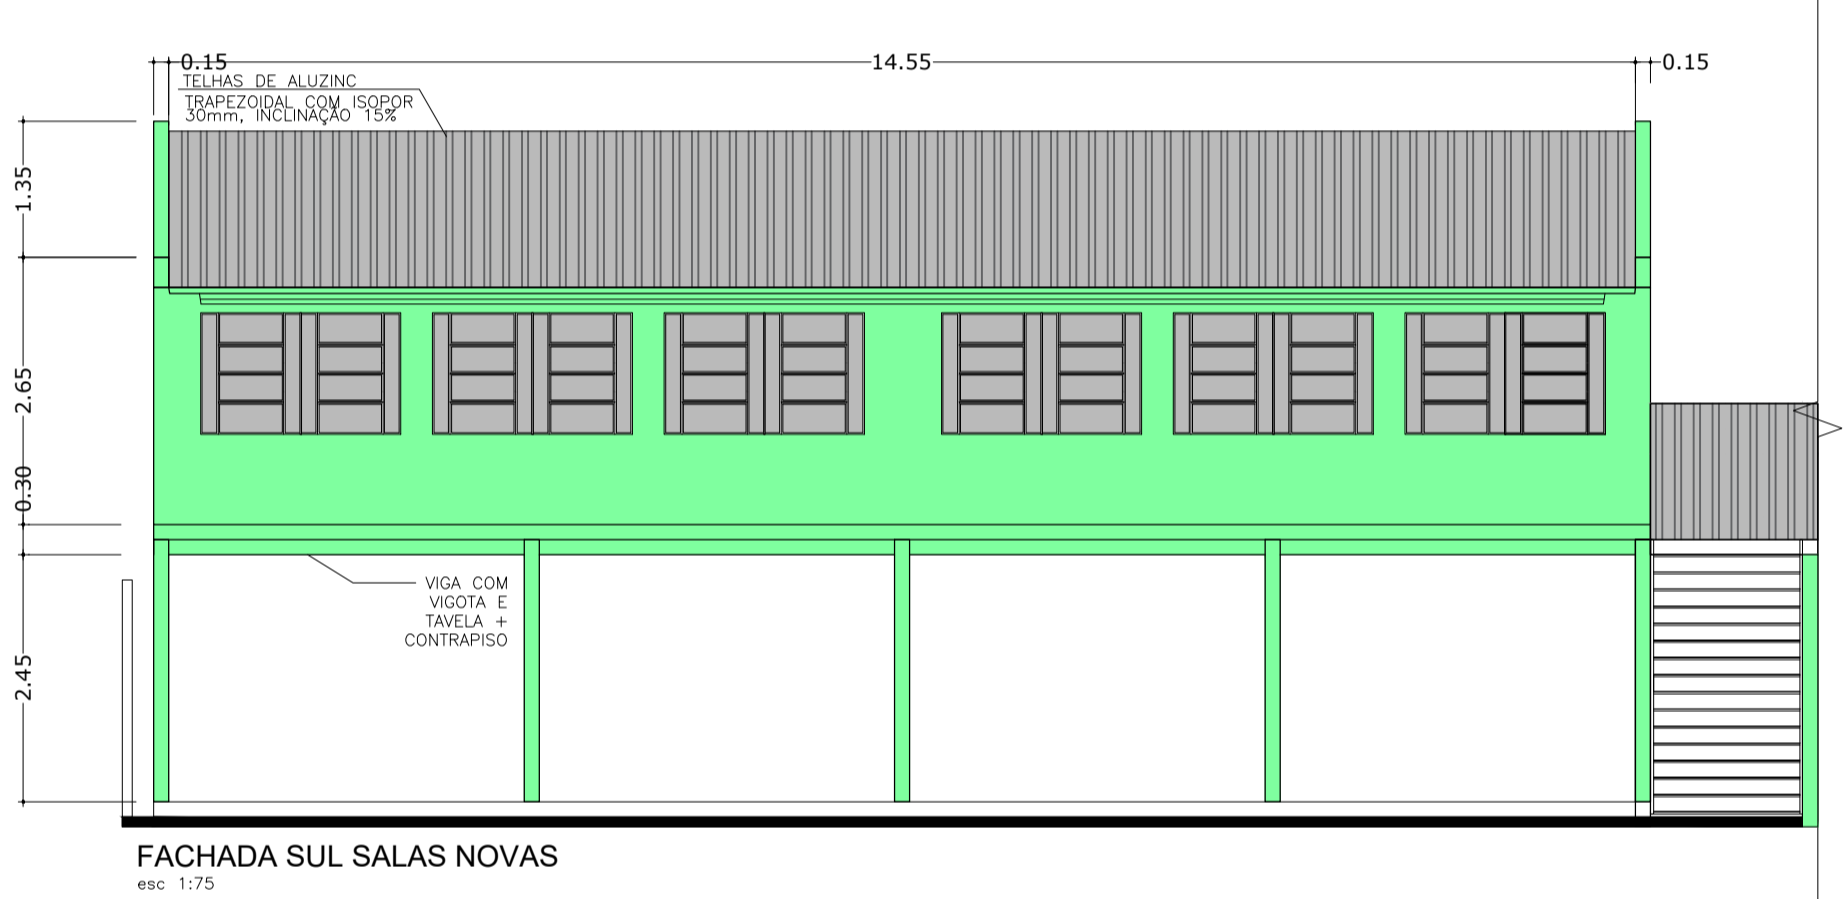 0.15
14.55
0.15
TELHAS DE ALUZINC
TRAPEZOIDAL COM ISOPOR
30mm, INCLINAÇÃO 15%
1.35
2.65
0.30
2.45
VIGA COM
VIGOTA E
TAVELA +
CONTRAPISO
FACHADA SUL SALAS NOVAS
esc 1:75